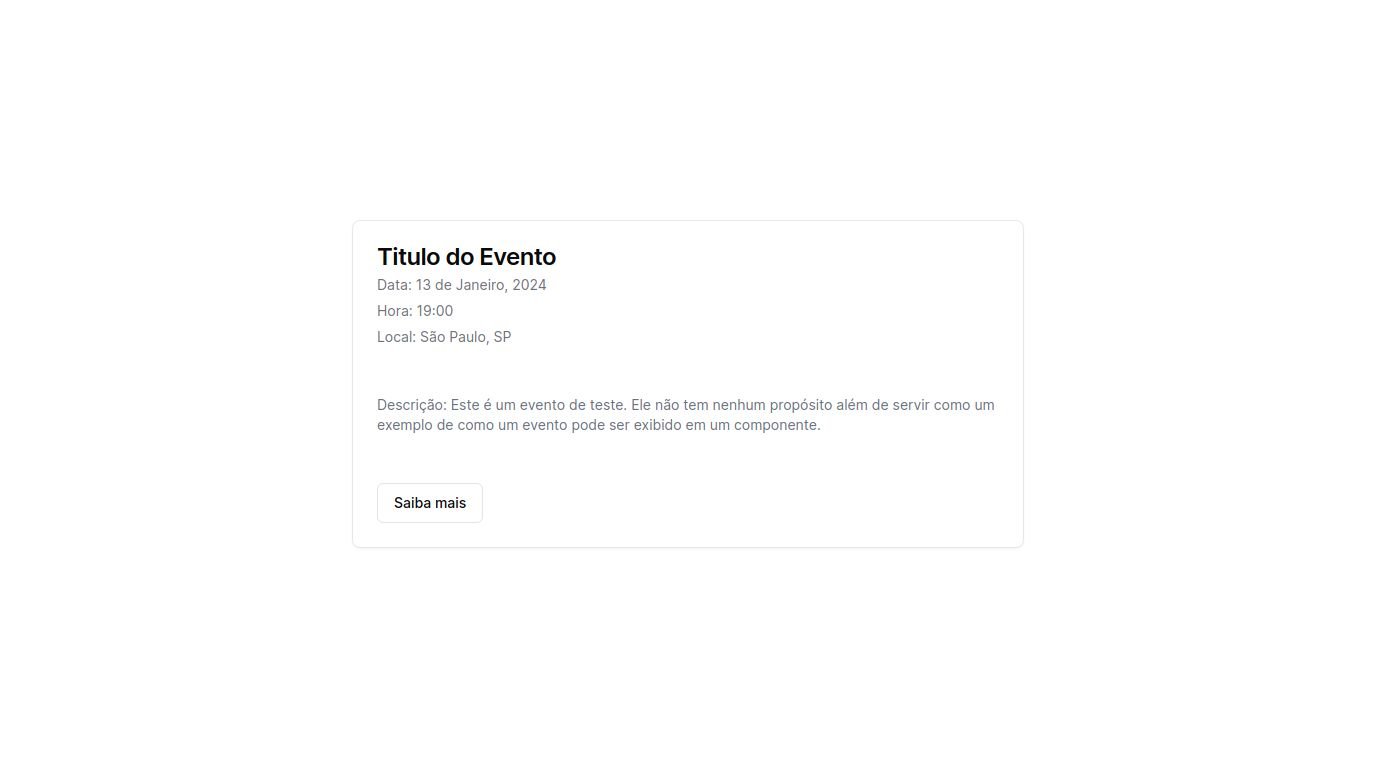 Titulo do Evento
Data: 13 de Janeiro, 2024
Hora: 19:00
Local: São Paulo, SP
Descrição: Este é um evento de teste. Ele não tem nenhum propósito além de servir como um
exemplo de como um evento pode ser exibido em um componente.
Saiba mais